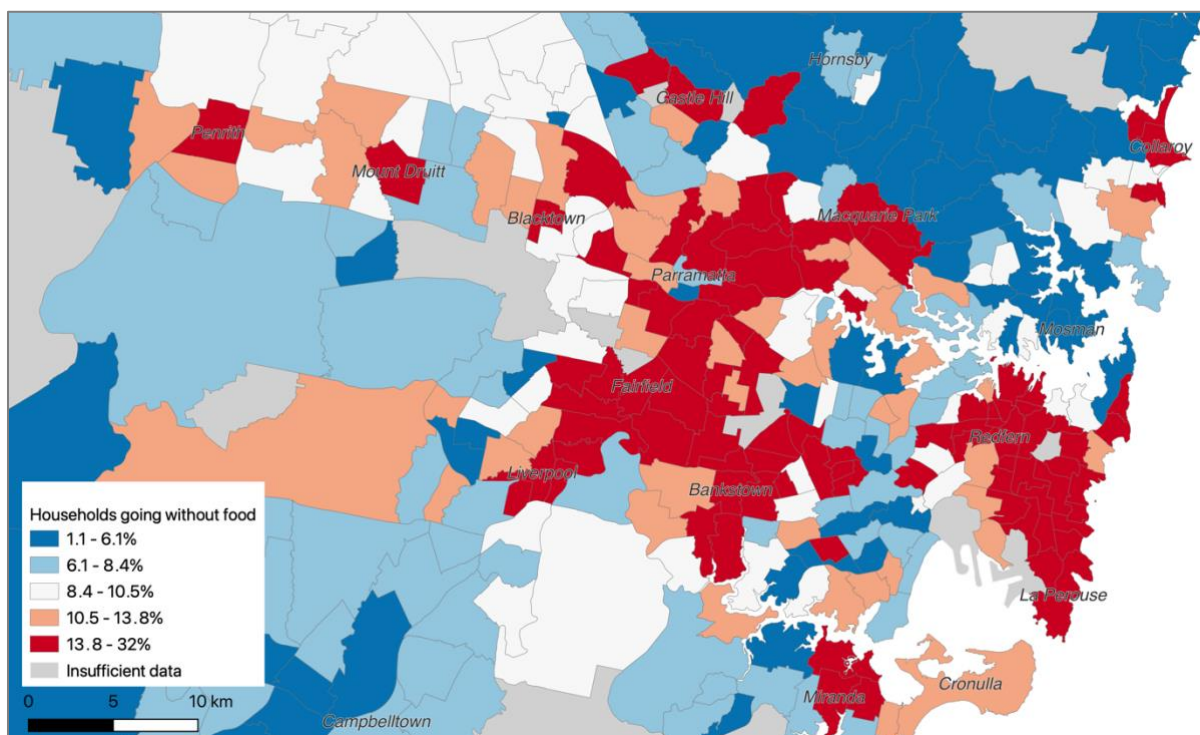 Hornsby
Castle Hill
Penrith
Collaroy
Mount Druitt
Blacktown
Macquarie Park
Parramatta
Mosman
Fairfield
Redfern
Liverpool
Bankstown
La Perouse
Cronulla
Miranda
Campbelltown
Households going without food
1.1 - 6.1%
6.1 - 8.4%
8.4 - 10.5%
10.5 - 13.8%
13.8 - 32%
Insufficient data
0 5 10 km